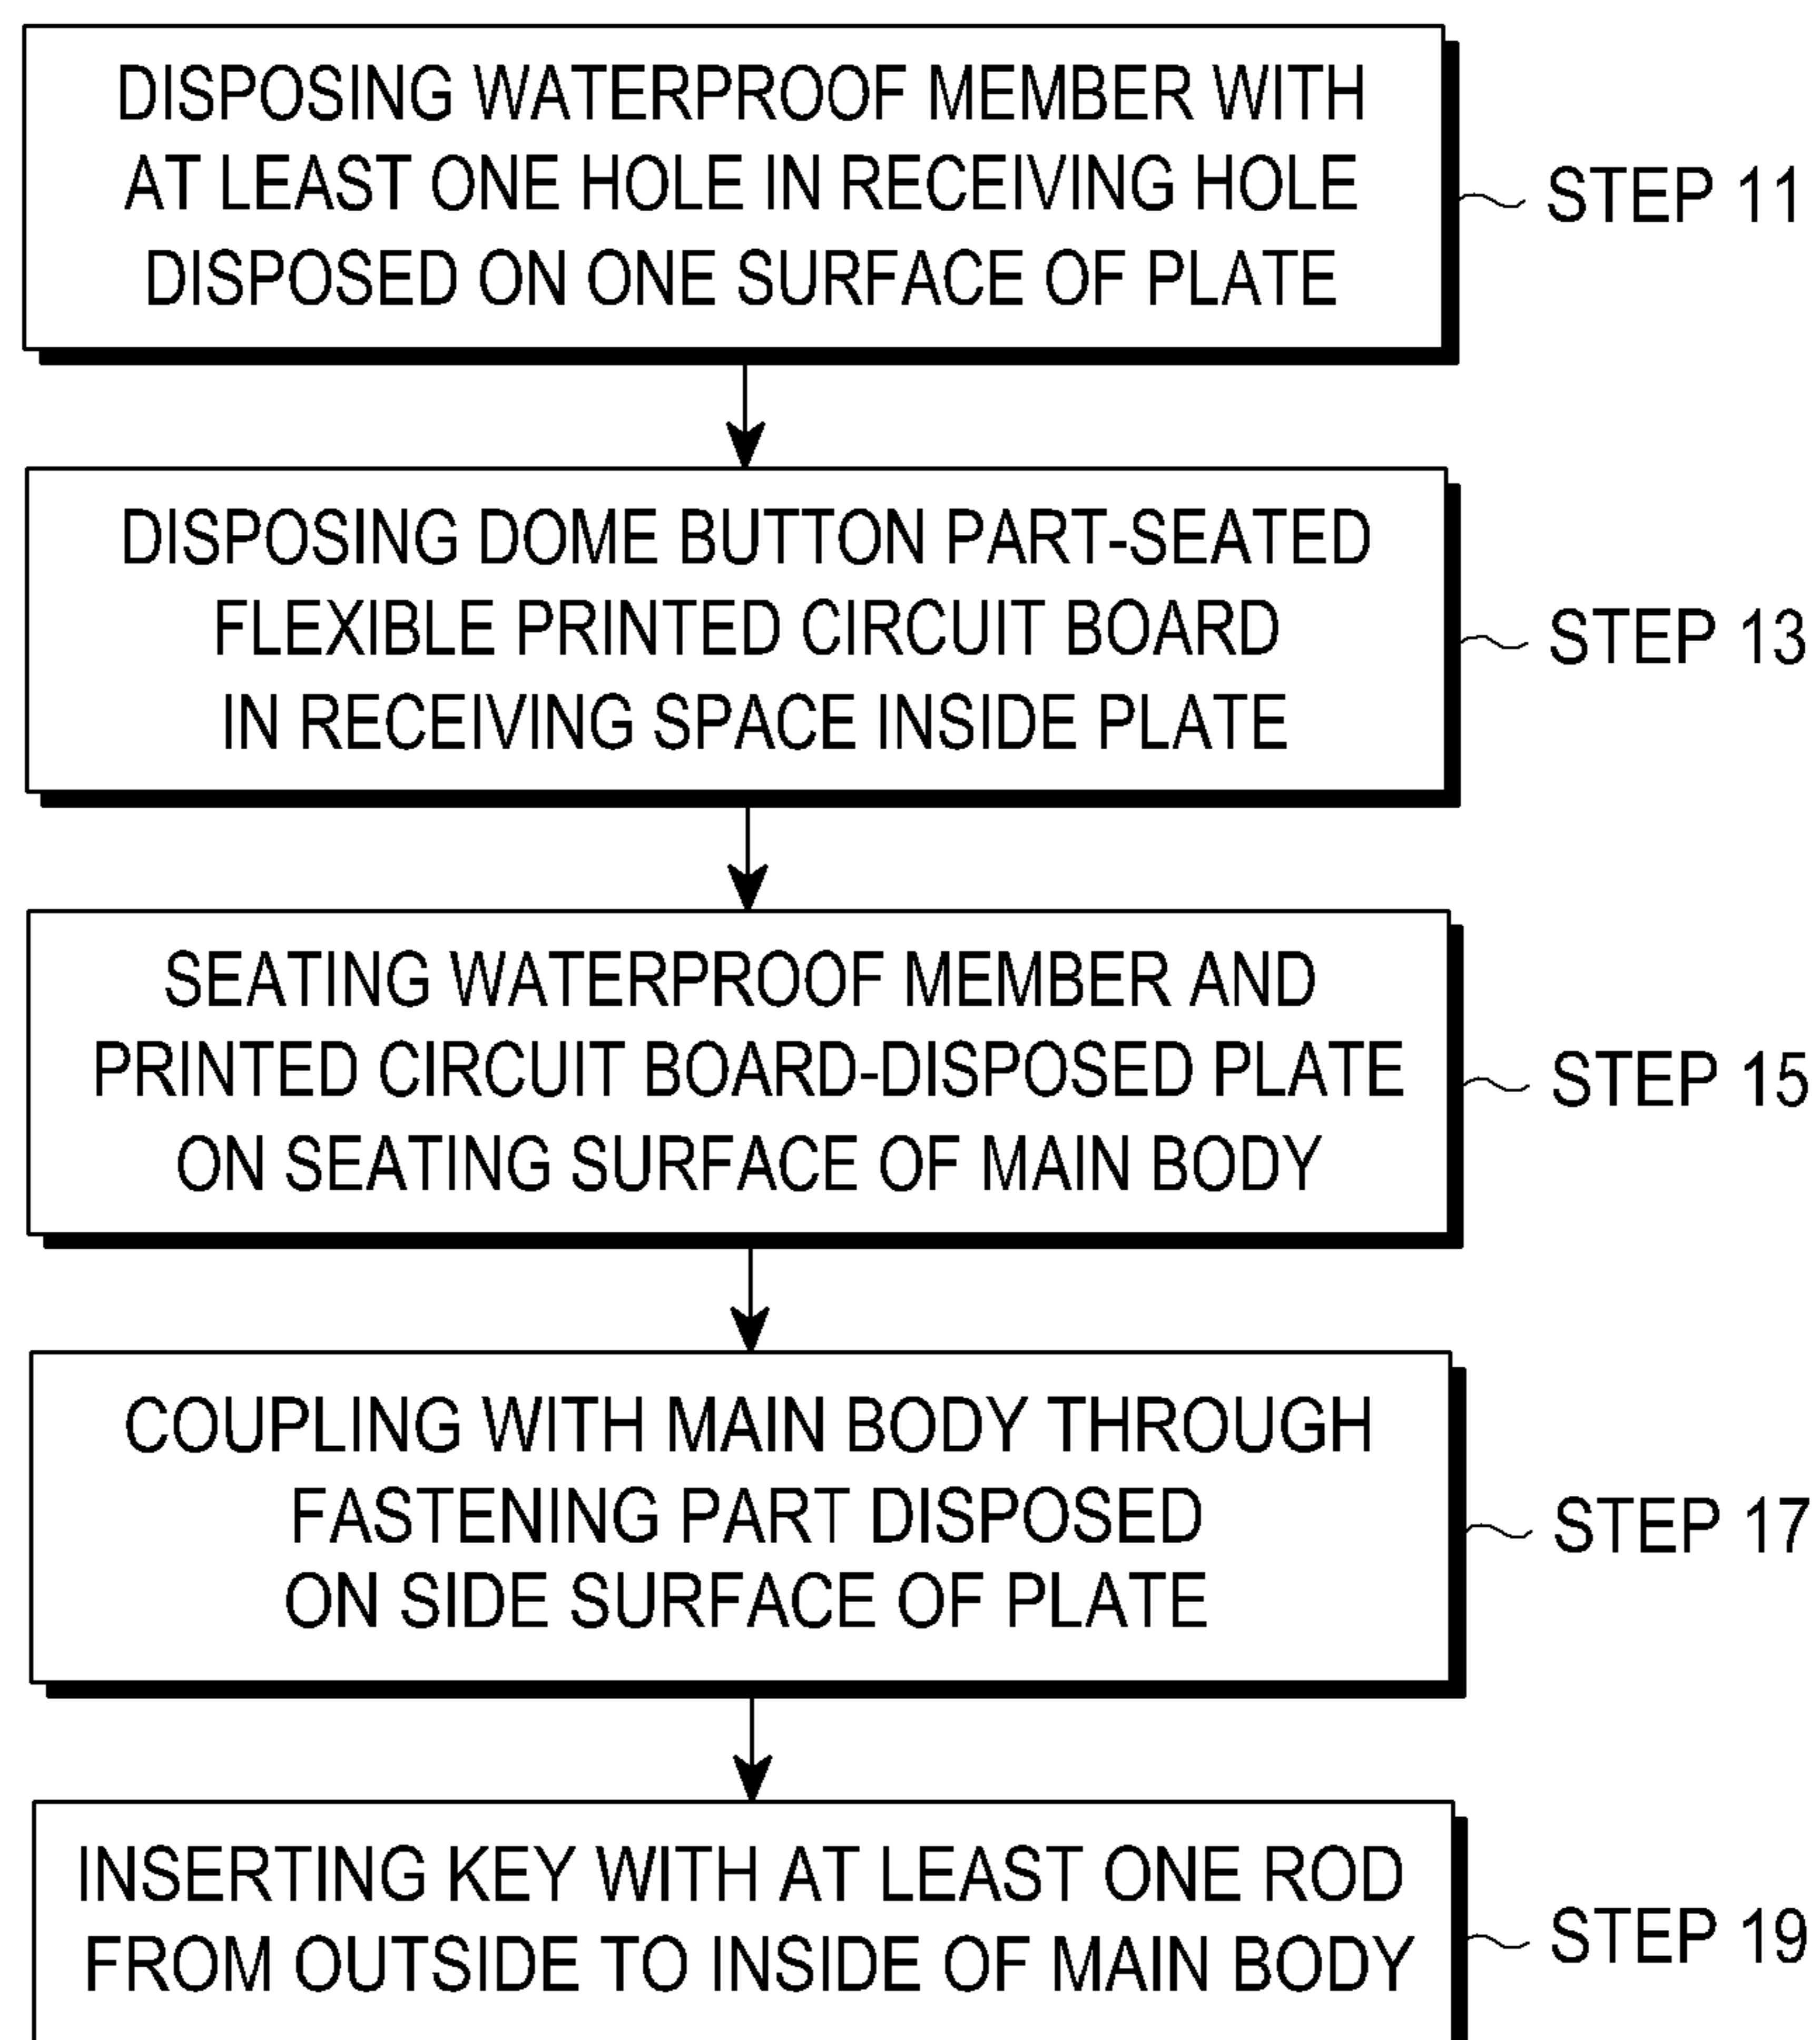 DISPOSING WATERPROOF MEMBER WITH
AT LEAST ONE HOLE IN RECEIVING HOLE
DISPOSED ON ONE SURFACE OF PLATE
STEP 11
DISPOSING DOME BUTTON PART-SEATED
FLEXIBLE PRINTED CIRCUIT BOARD
IN RECEIVING SPACE INSIDE PLATE
STEP 13
SEATING WATERPROOF MEMBER AND
PRINTED CIRCUIT BOARD-DISPOSED PLATE
ON SEATING SURFACE OF MAIN BODY
STEP 15
COUPLING WITH MAIN BODY THROUGH
FASTENING PART DISPOSED
ON SIDE SURFACE OF PLATE
STEP 17
INSERTING KEY WITH AT LEAST ONE ROD
FROM OUTSIDE TO INSIDE OF MAIN BODY
STEP 19